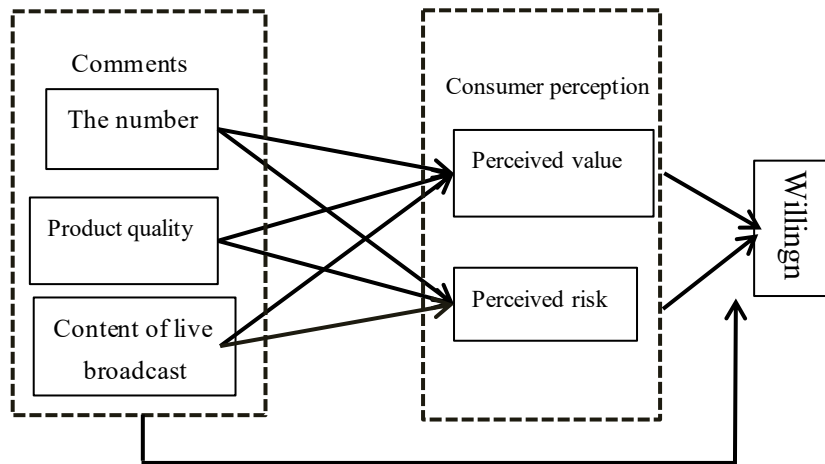 Comments
The number
Product quality
Content of live
broadcast
Consumer perception
Perceived value
Perceived risk
Willingn